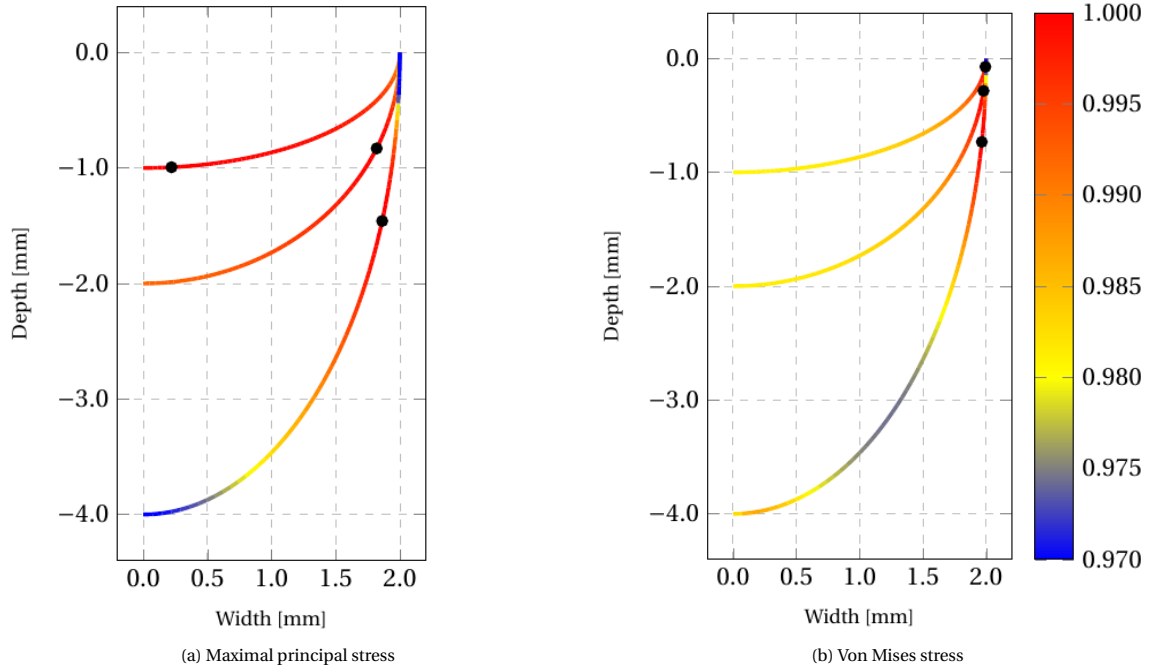 0.0
−1.0
−2.0
−3.0
−4.0
Depth [mm]
0.0 0.5 1.0 1.5 2.0
Width [mm]
(a) Maximal principal stress
0.0
−1.0
−2.0
−3.0
−4.0
Depth [mm]
0.0 0.5 1.0 1.5 2.0
Width [mm]
(b) Von Mises stress
1.000
0.995
0.990
0.985
0.980
0.975
0.970